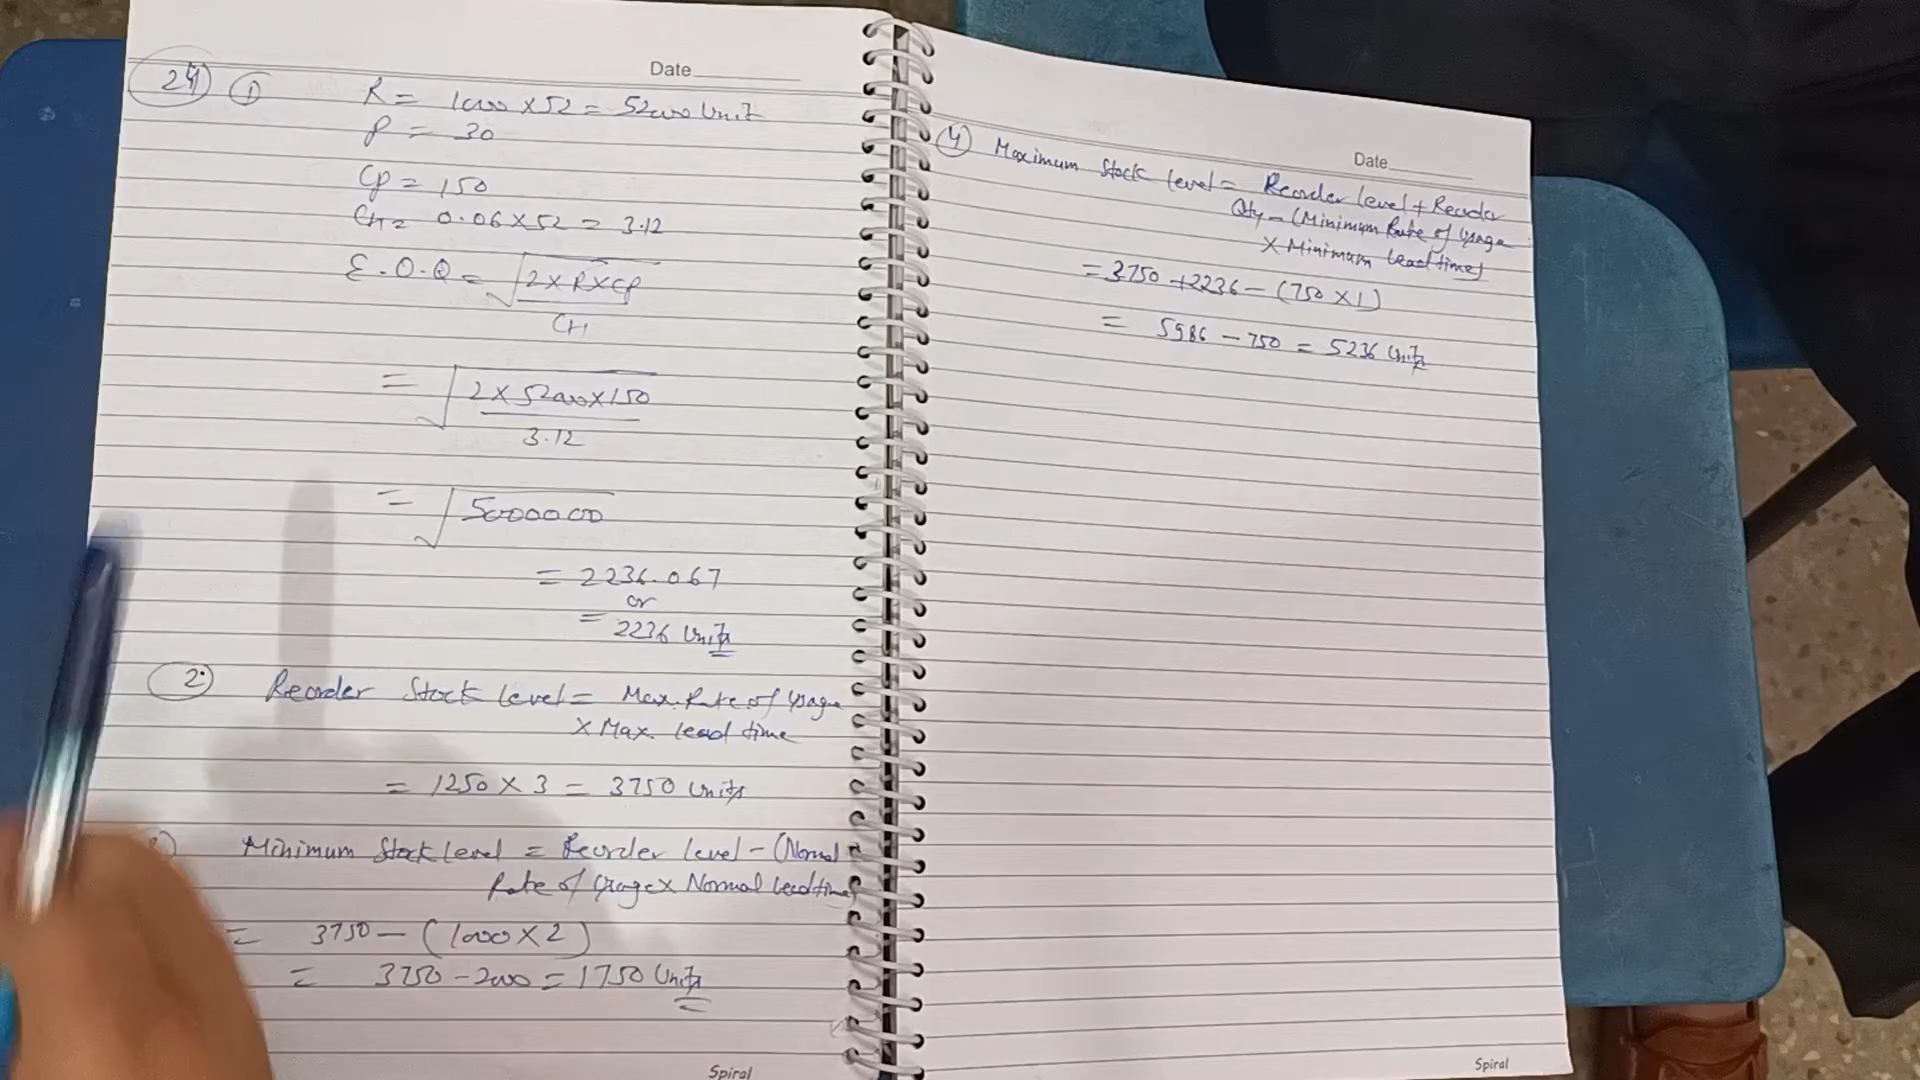 Date
24) ①
R = 1000 × 52 = 52000 Unit
P = 30
Cp = 150
CH = 0.06 × 52 = 3.12
E.O.Q = √2×R×Cp
CH
= √2 × 52000 × 150
3.12
= √5000000
= 2236.067
or
= 2236 Units
2. Reorder Stock Level = Max. Rate of Usage
× Max. lead time
= 1250 × 3 = 3750 Units
Minimum Stock Level = Reorder level - (Normal
Rate of Usage × Normal Leadtime)
= 3750 - (1000 × 2)
= 3750 - 2000 = 1750 Units
Spiral
Date
④ Maximum Stock level = Reorder level + Reorder
Qty - (Minimum Rate of Usage
× Minimum Lead time)
= 3750 + 2236 - (750 × 1)
= 5986 - 750 = 5236 Units
Spiral